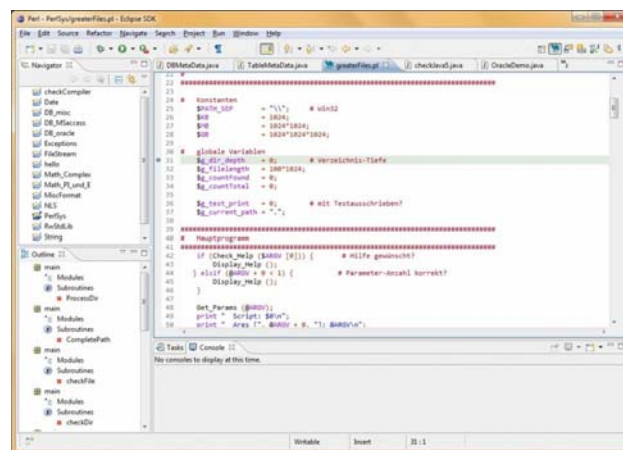 Perl - PerlSys/greaterFiles.pl - Eclipse SDK
File Edit Source Refactor Navigate Search Project Run Window Help
Navigator
DBMetaData.java TableMetaData.java greaterFiles.pl checkJava5.java OracleDemo.java
checkCompiler
Date
DB_misc
DB_MSaccess
DB_oracle
Exceptions
FileStream
hello
Math_Complex
Math_PI_und_E
MiscFormat
NLS
PerlSys
RwStdLib
String
22 #
23 ################################
24 # Konstanten
25 $PATH_SEP = "\\"; # Win32
26 $KB = 1024;
27 $MB = 1024*1024;
28 $GB = 1024*1024*1024;
30 # globale Variablen
31 $g_dir_depth = 0; # Verzeichnis-Tiefe
32 $g_filelength = 100*1024;
33 $g_countFound = 0;
34 $g_countTotal = 0;
36 $g_test_print = 0; # mit Testausschrieben?
37 $g_current_path = ".";
40 # Hauptprogramm
42 if (Check_Help ($ARGV [0])) { # Hilfe gewünscht?
43 Display_Help ();
44 } elsif (@ARGV + 0 < 1) { # Parameter-Anzahl korrekt?
45 Display_Help ();
46 }
48 Get_Params (@ARGV);
49 print " Script: $0\n";
50 print " Args [", @ARGV + 0, "]: @ARGV\n";
Outline
main
Modules
Subroutines
ProcessDir
main
Modules
Subroutines
CompletePath
main
Modules
Subroutines
checkFile
main
Modules
Subroutines
checkDir
Tasks Console
No consoles to display at this time.
Writable Insert 31 : 1